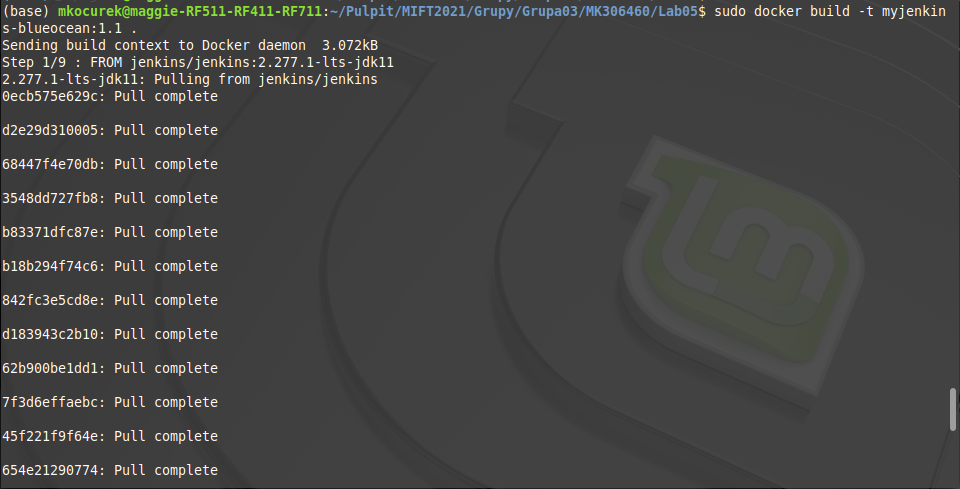 (base) mkocurek@maggie-RF511-RF411-RF711:~/Pulpit/MIFT2021/Grupy/Grupa03/MK306460/Lab05$ sudo docker build -t myjenkin
s-blueocean:1.1 .
Sending build context to Docker daemon  3.072kB
Step 1/9 : FROM jenkins/jenkins:2.277.1-lts-jdk11
2.277.1-lts-jdk11: Pulling from jenkins/jenkins
0ecb575e629c: Pull complete
d2e29d310005: Pull complete
68447f4e70db: Pull complete
3548dd727fb8: Pull complete
b83371dfc87e: Pull complete
b18b294f74c6: Pull complete
842fc3e5cd8e: Pull complete
d183943c2b10: Pull complete
62b900be1dd1: Pull complete
7f3d6effaebc: Pull complete
45f221f9f64e: Pull complete
654e21290774: Pull complete